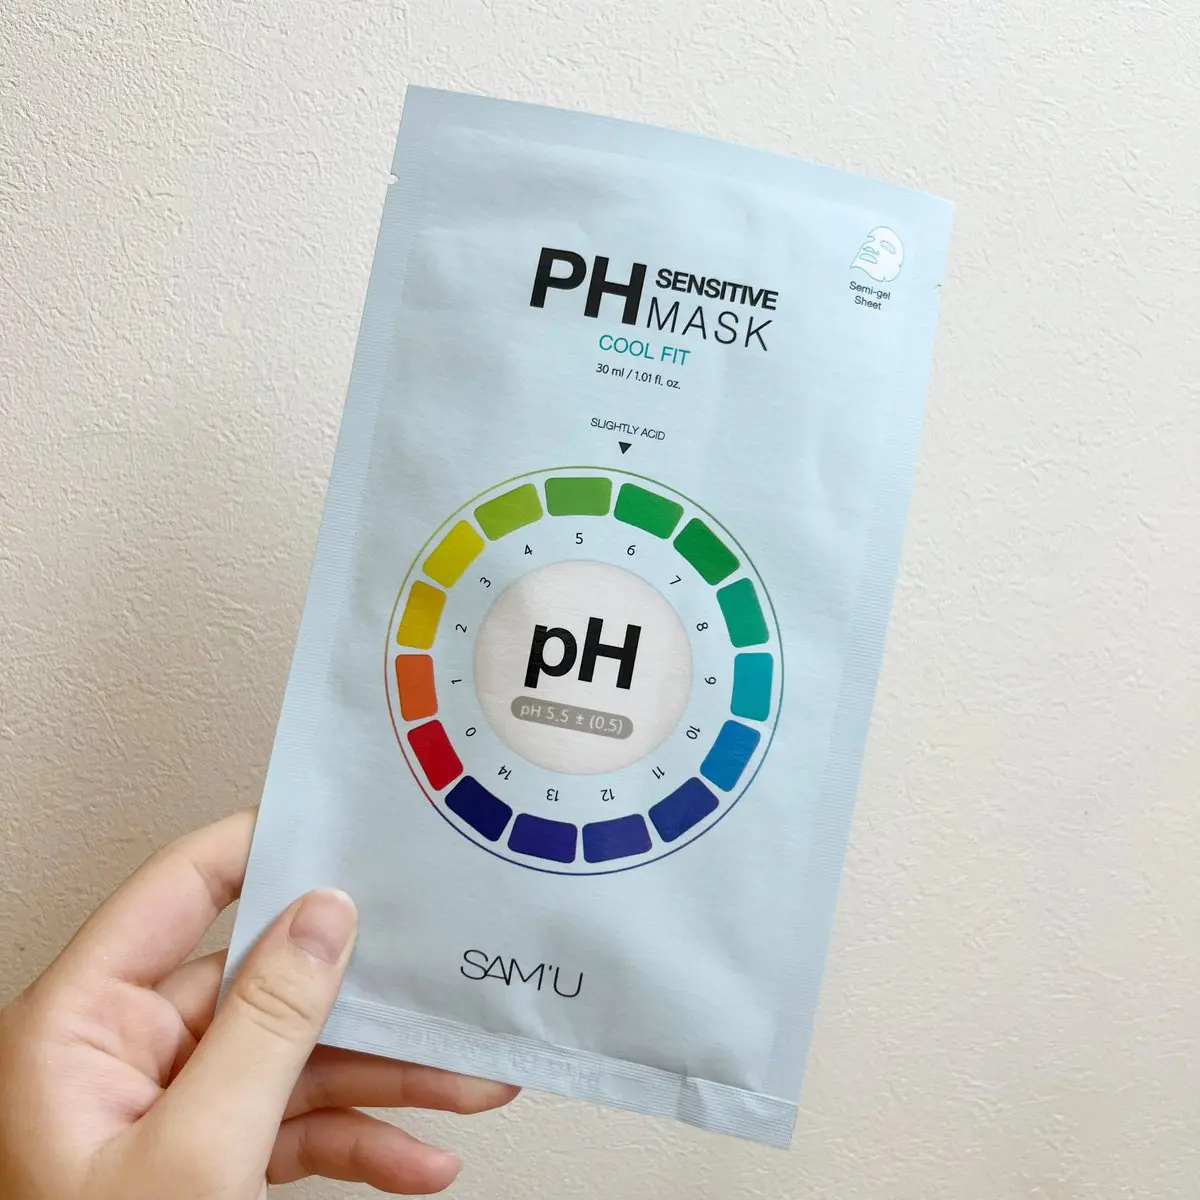 PH SENSITIVE
MASK
COOL FIT
30 ml / 1.01 fl. oz.
Semi-gel
Sheet
SLIGHTLY ACID
0 1 2 3 4 5 6 7 8 9 10 11 12 13 14
pH
pH 5.5 ± (0.5)
SAM'U